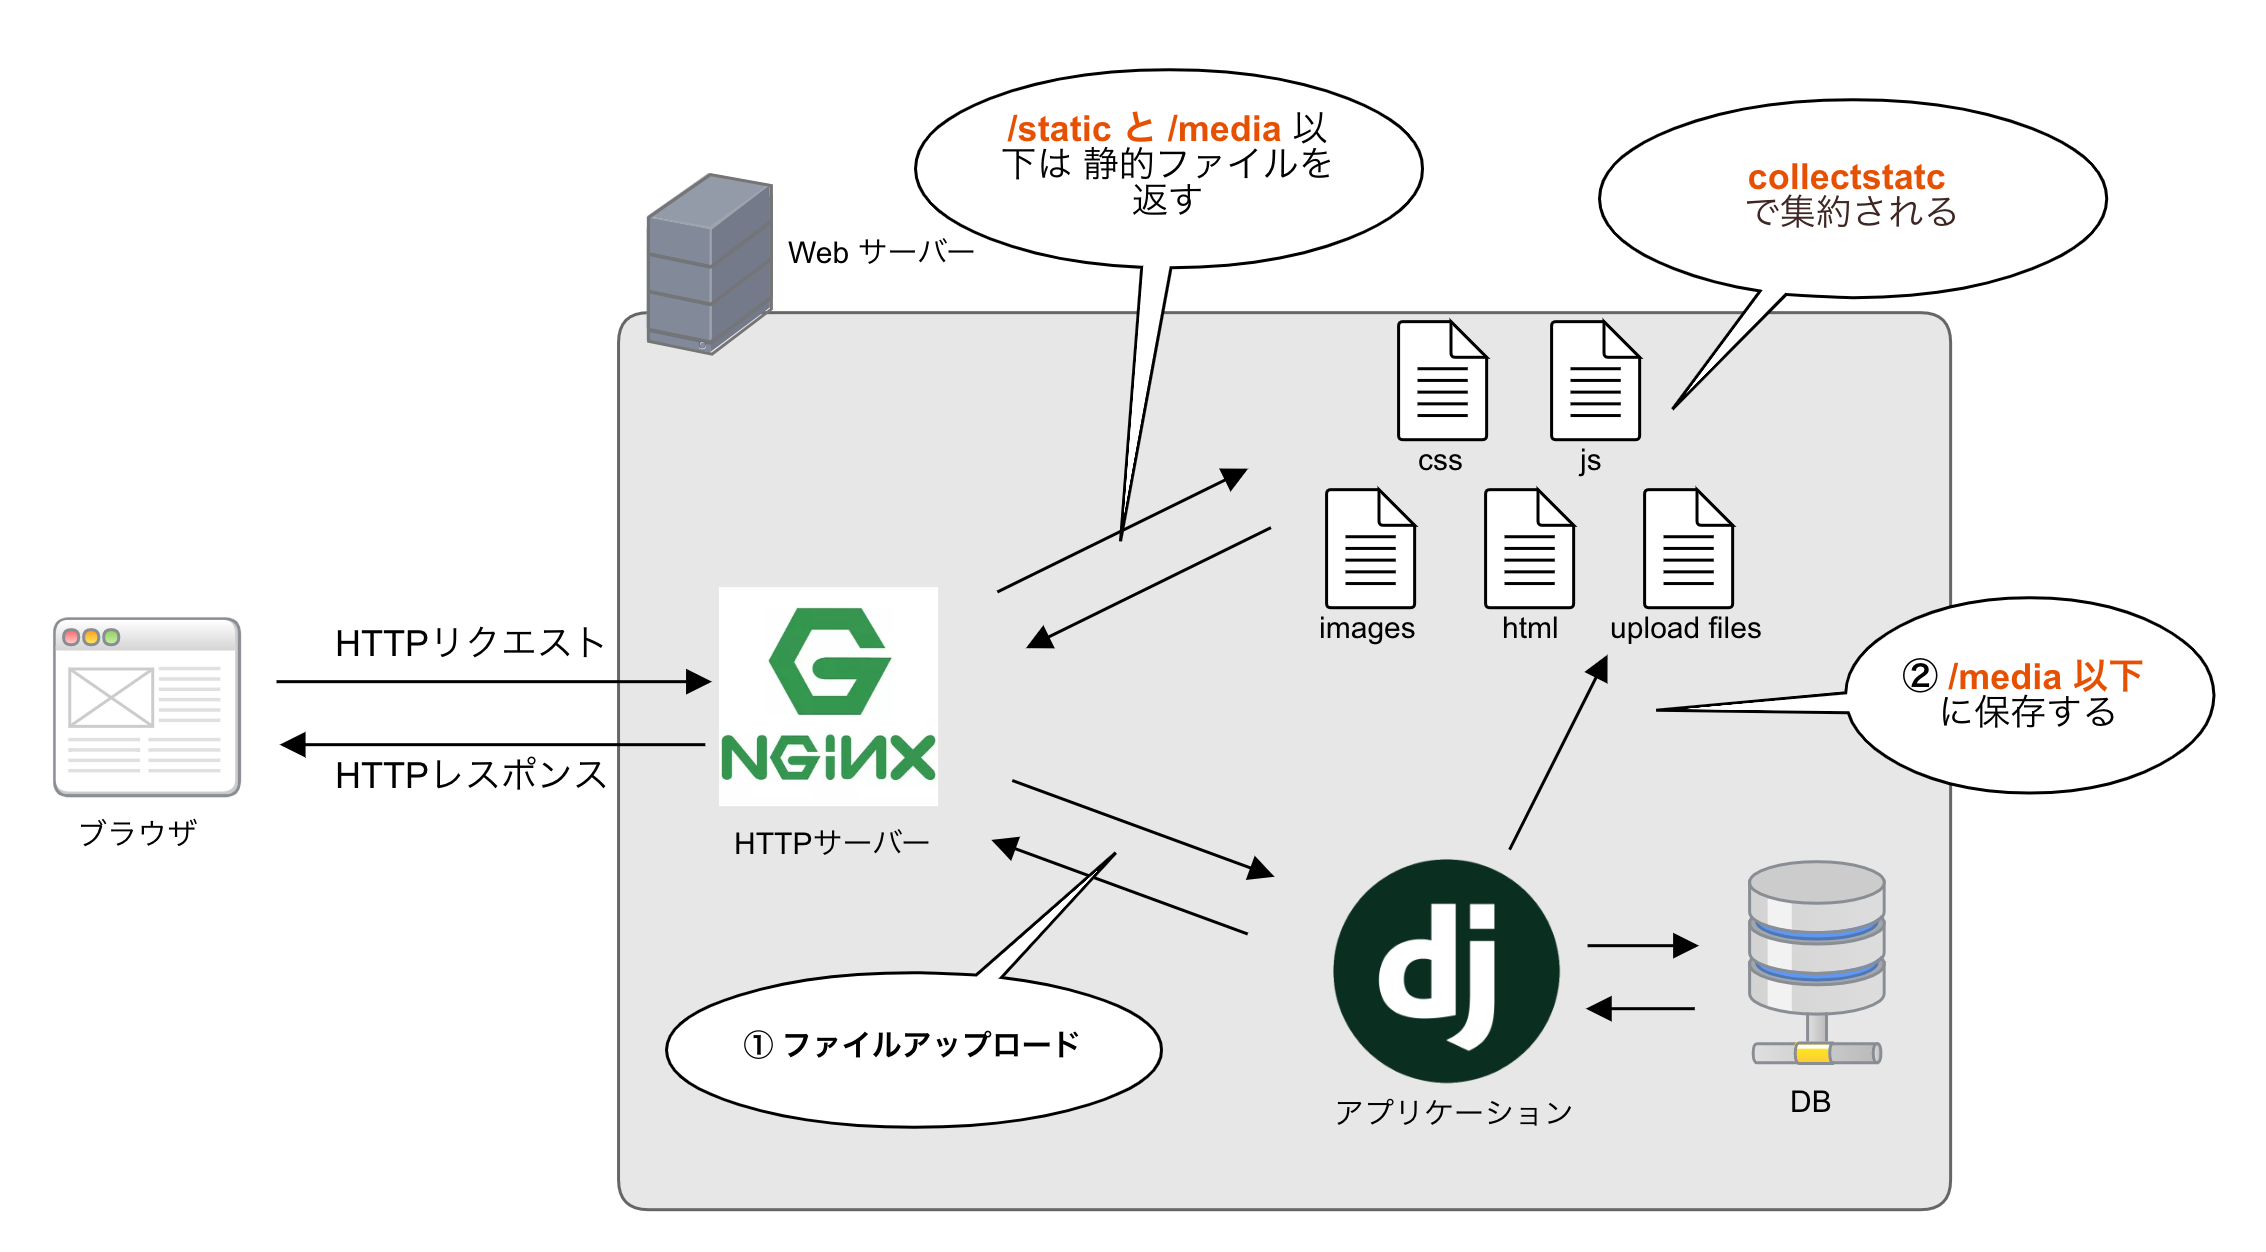 /static と /media 以
下は 静的ファイルを
返す
collectstatc
で集約される
Web サーバー
css
js
images
html
upload files
HTTPリクエスト
HTTPレスポンス
ブラウザ
NGiNX
HTTPサーバー
② /media 以下
に保存する
① ファイルアップロード
dj
アプリケーション
DB